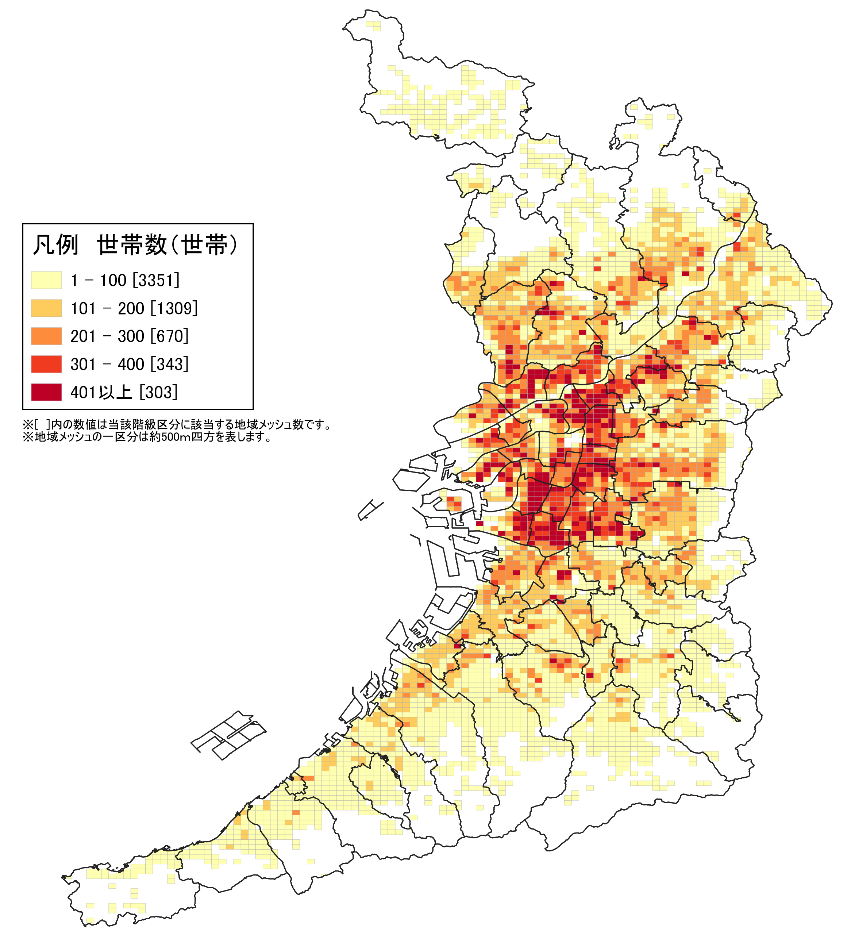 凡例　世帯数(世帯)
1 - 100 [3351]
101 - 200 [1309]
201 - 300 [670]
301 - 400 [343]
401以上 [303]
※[ ]内の数値は当該階級区分に該当する地域メッシュ数です。
※地域メッシュの一区分は約500m四方を表します。